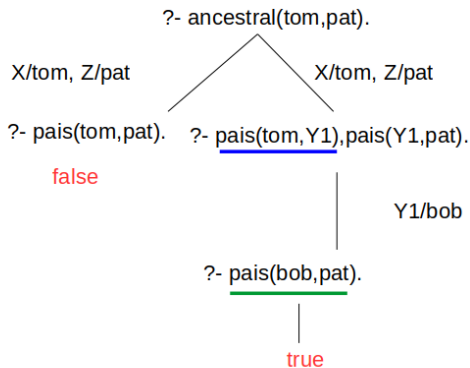 ?- ancestral(tom,pat).
X/tom, Z/pat
X/tom, Z/pat
?- pais(tom,pat).
?- pais(tom,Y1),pais(Y1,pat).
false
Y1/bob
?- pais(bob,pat).
true